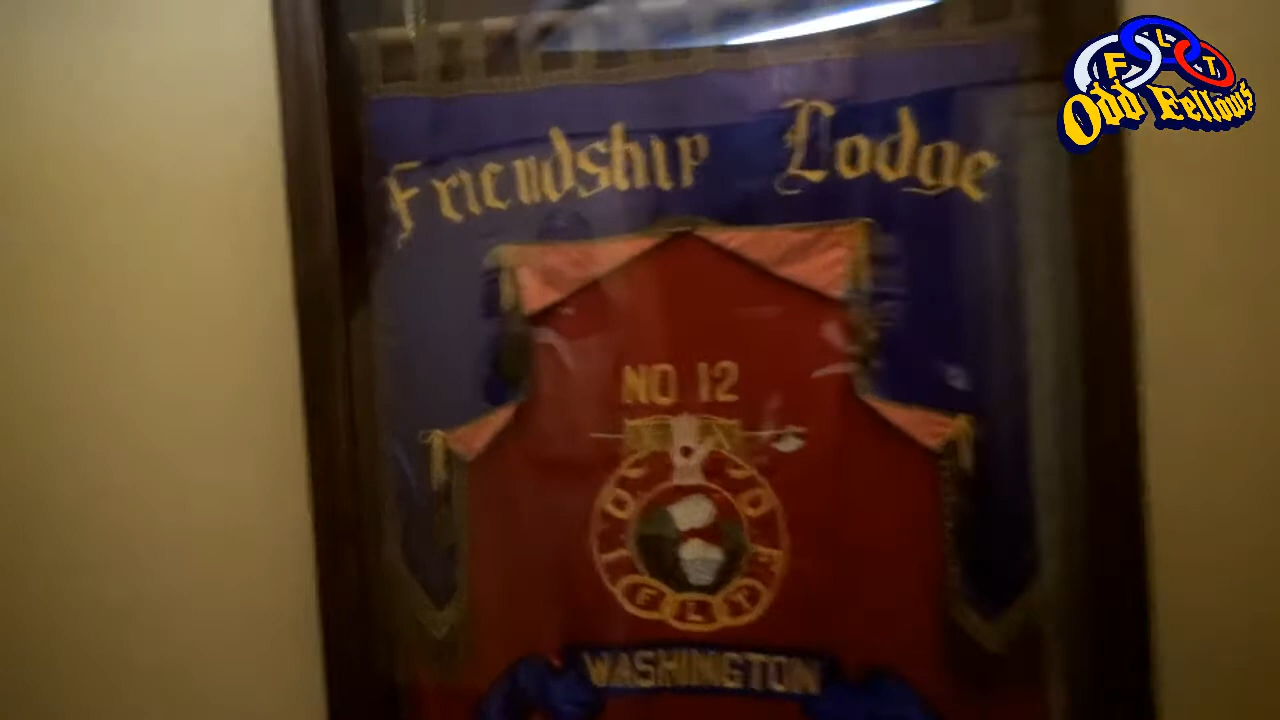 F L T
Odd Fellows
Friendship Lodge
NO 12
I O O F
F L T
WASHINGTON